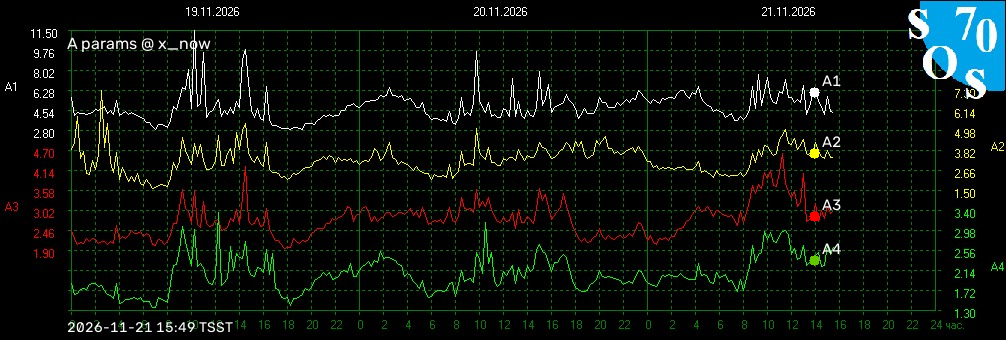 19.11.2026 20.11.2026 21.11.2026
S 70
O
S
A params @ x_now
11.50
9.76
8.02
6.28
4.54
2.80
A1
4.70
4.14
3.58
3.02
2.46
1.90
A3
A1
A2
A3
A4
6.14
4.98
3.82
2.66
1.50
A2
3.40
2.98
2.56
2.14
1.72
1.30
A4
2026-11-21 15:49 TSST
14 16 18 20 22 0 2 4 6 8 10 12 14 16 18 20 22 0 2 4 6 8 10 12 14 16 18 20 22 24 час.